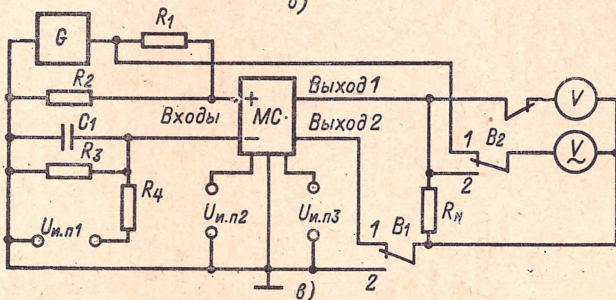 б)
G
R1
R2
Выход 1
+
Входы
МС
V
C1
−
Выход 2
1
B2
V
~
R3
R4
2
Uи.п1
Uи.п2
Uи.п3
1
B1
Rн
2
в)